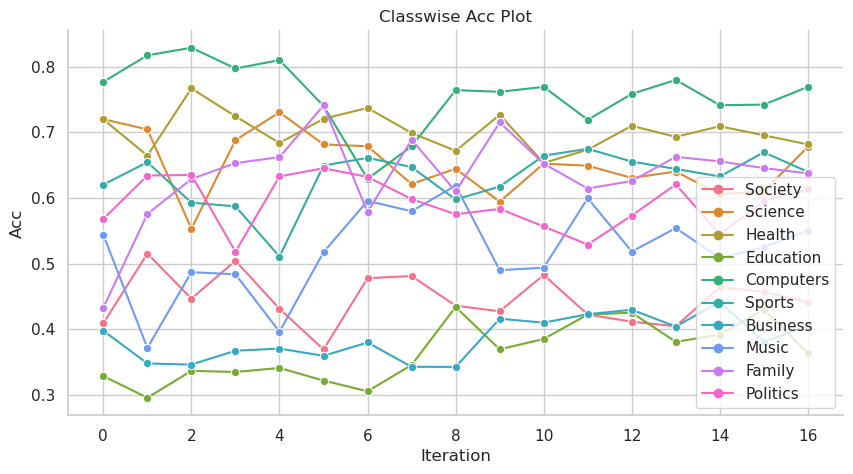 Classwise Acc Plot
Acc
0.8
0.7
0.6
0.5
0.4
0.3
0 2 4 6 8 10 12 14 16
Iteration
Society
Science
Health
Education
Computers
Sports
Business
Music
Family
Politics